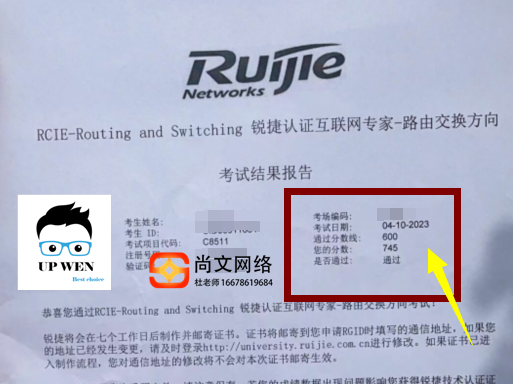 Ruijie
Networks
RCIE-Routing and Switching 锐捷认证互联网专家-路由交换方向
考试结果报告
考生姓名:
考生 ID:
考试项目代码: C8511
注册号
验证码
考场编码:
考试日期: 04-10-2023
通过分数线: 600
您的分数: 745
是否通过: 通过
UP WEN
Best choice
尚文网络
杜老师 16678619684
恭喜您通过RCIE-Routing and Switching 锐捷认证互联网专家-路由交换方向考试!
锐捷将会在七个工作日后制作并邮寄证书。证书将邮寄到您申请RGID时填写的通信地址，如果您
的地址已经发生变更，请及时登录http://university.ruijie.com.cn进行修改。如果证书已进
入制作流程，您对通信地址的修改将不会对本次证书邮寄生效。